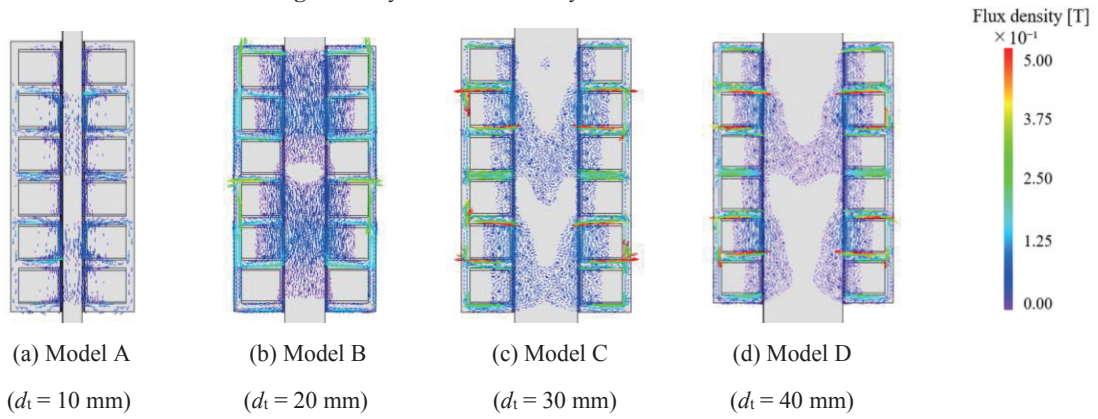 Flux density [T]
× 10⁻¹
5.00
3.75
2.50
1.25
0.00
(a) Model A
(b) Model B
(c) Model C
(d) Model D
(dt = 10 mm)
(dt = 20 mm)
(dt = 30 mm)
(dt = 40 mm)